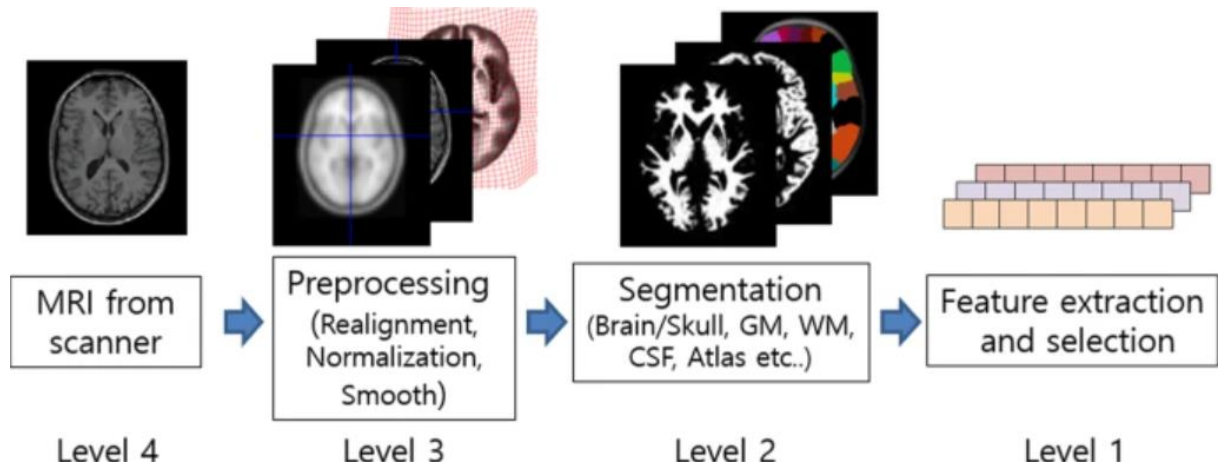 MRI from
scanner
Preprocessing
(Realignment,
Normalization,
Smooth)
Segmentation
(Brain/Skull, GM, WM,
CSF, Atlas etc..)
Feature extraction
and selection
Level 4
Level 3
Level 2
Level 1